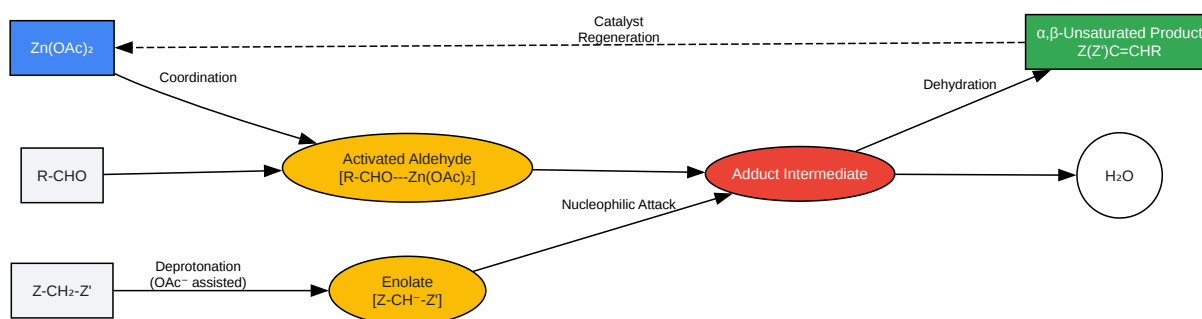 Catalyst
Regeneration
Zn(OAc)₂
α,β-Unsaturated Product
Z(Z')C=CHR
Coordination
Dehydration
R-CHO
Activated Aldehyde
[R-CHO---Zn(OAc)₂]
Adduct Intermediate
H₂O
Nucleophilic Attack
Z-CH₂-Z'
Deprotonation
(OAc⁻ assisted)
Enolate
[Z-CH⁻-Z']